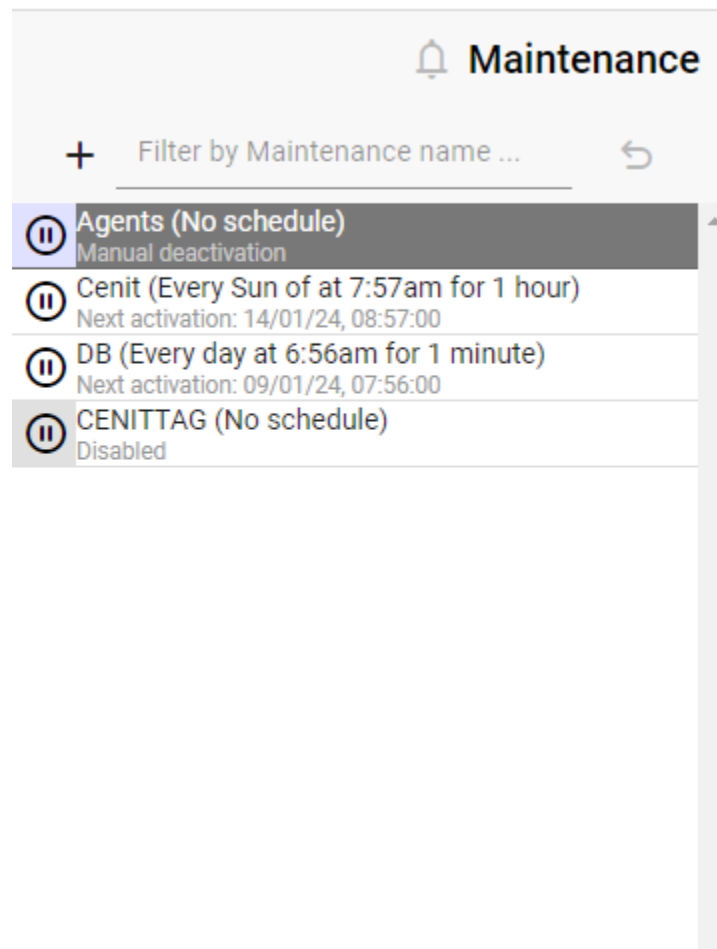 Maintenance
Filter by Maintenance name ...
Agents (No schedule)
Manual deactivation
Cenit (Every Sun of at 7:57am for 1 hour)
Next activation: 14/01/24, 08:57:00
DB (Every day at 6:56am for 1 minute)
Next activation: 09/01/24, 07:56:00
CENITTAG (No schedule)
Disabled